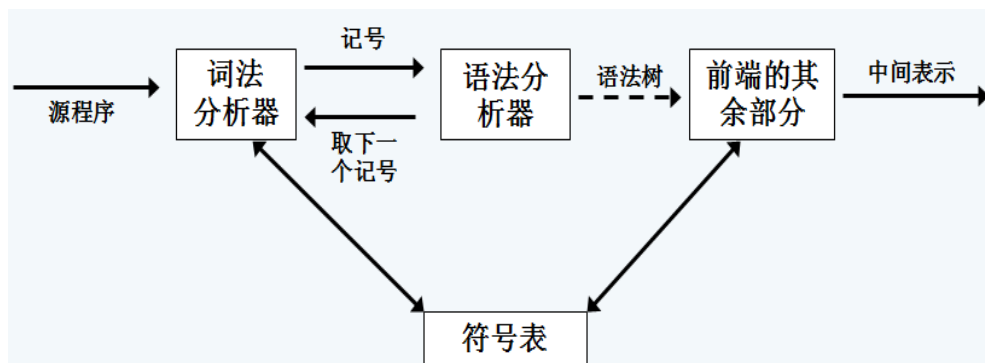 记号
词法
分析器
语法分
析器
语法树
前端的其
余部分
中间表示
源程序
取下一
个记号
符号表